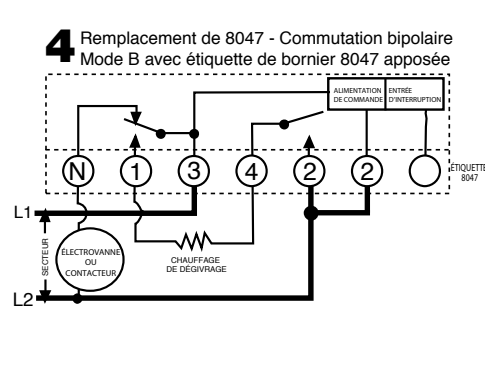 4 Remplacement de 8047 - Commutation bipolaire
Mode B avec étiquette de bornier 8047 apposée
ALIMENTATION
DE COMMANDE
ENTRÉE
D'INTERRUPTION
N 1 3 4 2 2
ÉTIQUETTE
8047
L1
SECTEUR
ÉLECTROVANNE
OU
CONTACTEUR
CHAUFFAGE
DE DÉGIVRAGE
L2